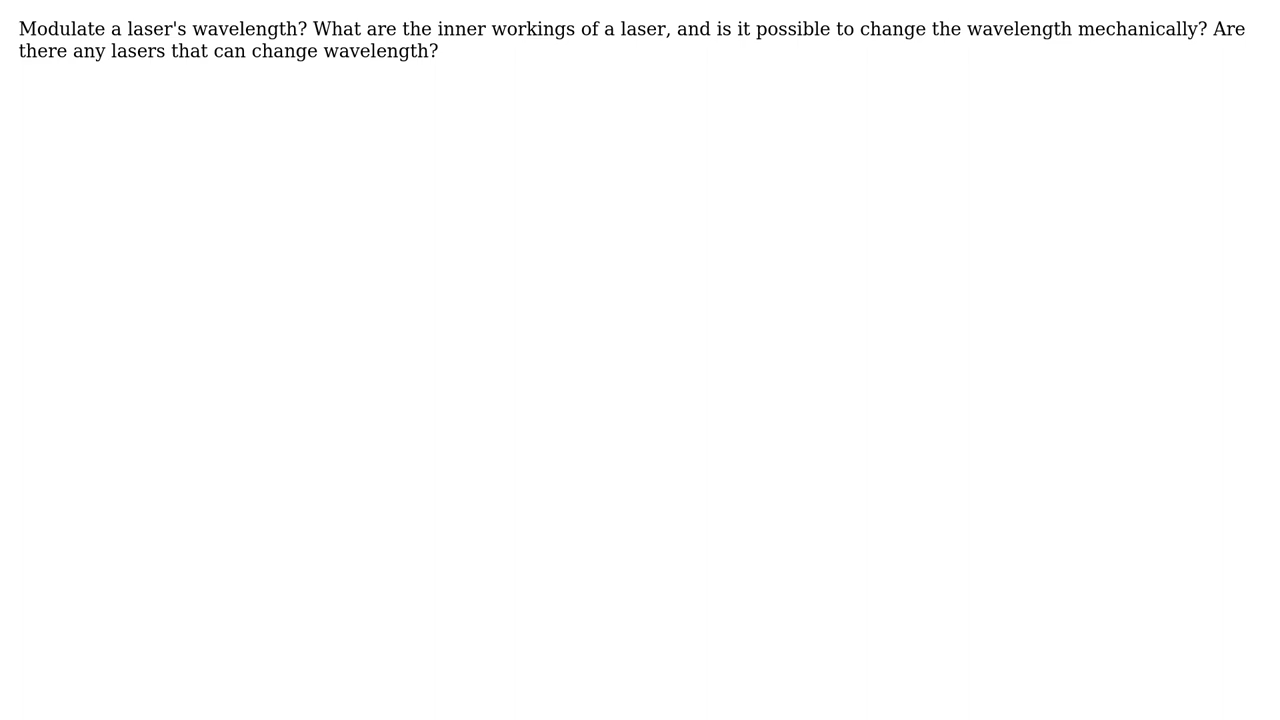 Modulate a laser's wavelength? What are the inner workings of a laser, and is it possible to change the wavelength mechanically? Are
there any lasers that can change wavelength?